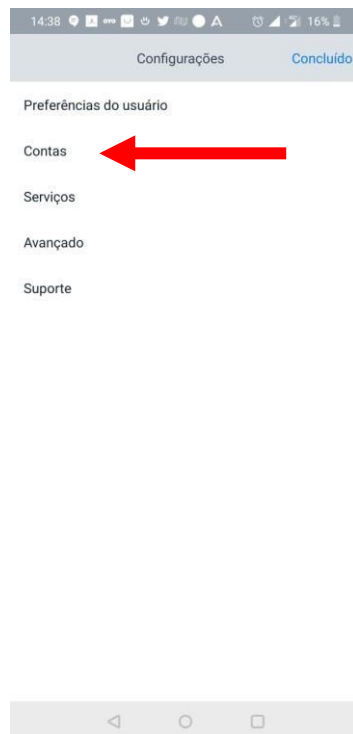 14:38 A 16%
Configurações Concluído
Preferências do usuário
Contas
Serviços
Avançado
Suporte